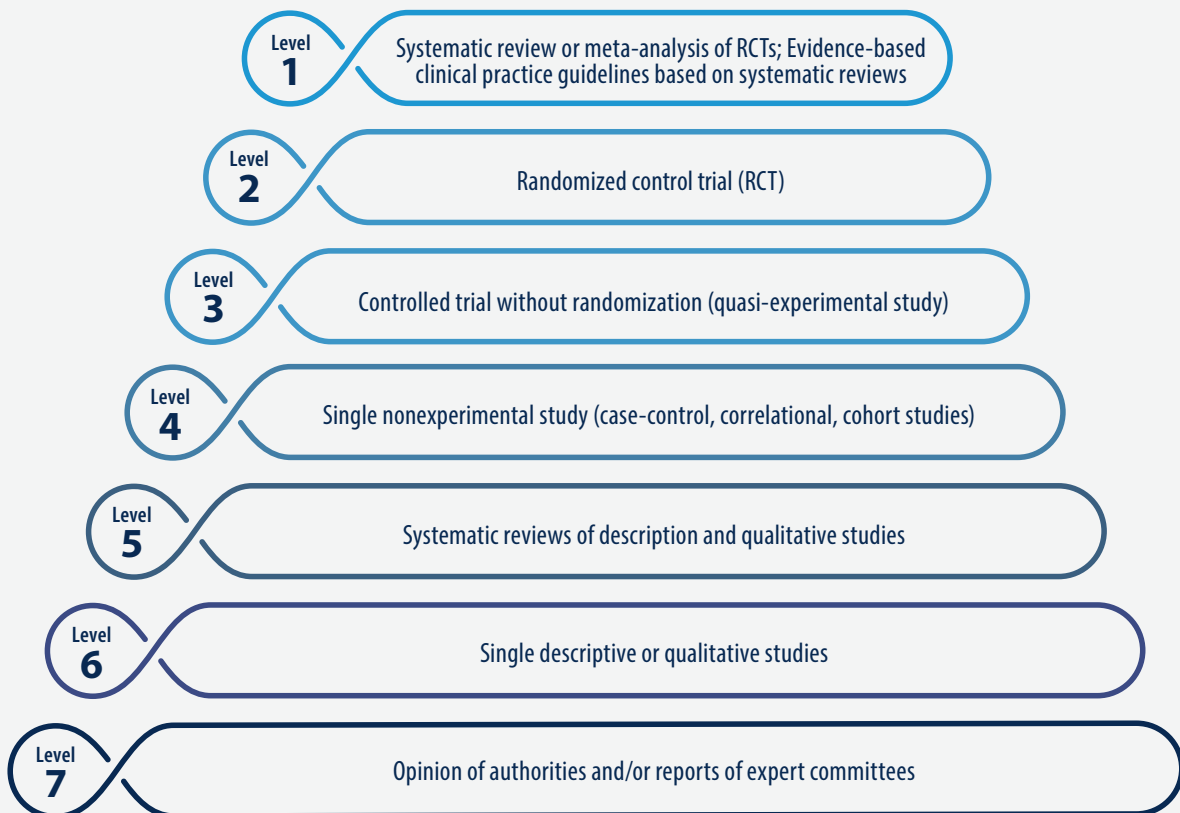 Level
1
Systematic review or meta-analysis of RCTs; Evidence-based
clinical practice guidelines based on systematic reviews
Level
2
Randomized control trial (RCT)
Level
3
Controlled trial without randomization (quasi-experimental study)
Level
4
Single nonexperimental study (case-control, correlational, cohort studies)
Level
5
Systematic reviews of description and qualitative studies
Level
6
Single descriptive or qualitative studies
Level
7
Opinion of authorities and/or reports of expert committees